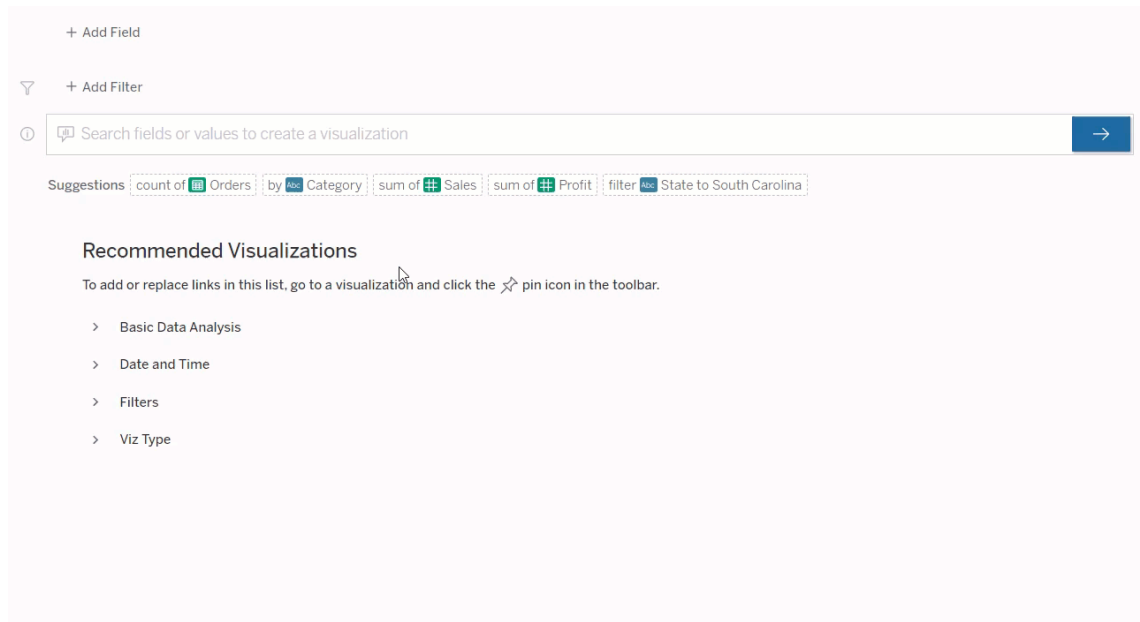 + Add Field
+ Add Filter
Search fields or values to create a visualization
Suggestions count of Orders by Abc Category sum of # Sales sum of # Profit filter Abc State to South Carolina
Recommended Visualizations
To add or replace links in this list, go to a visualization and click the pin icon in the toolbar.
Basic Data Analysis
Date and Time
Filters
Viz Type